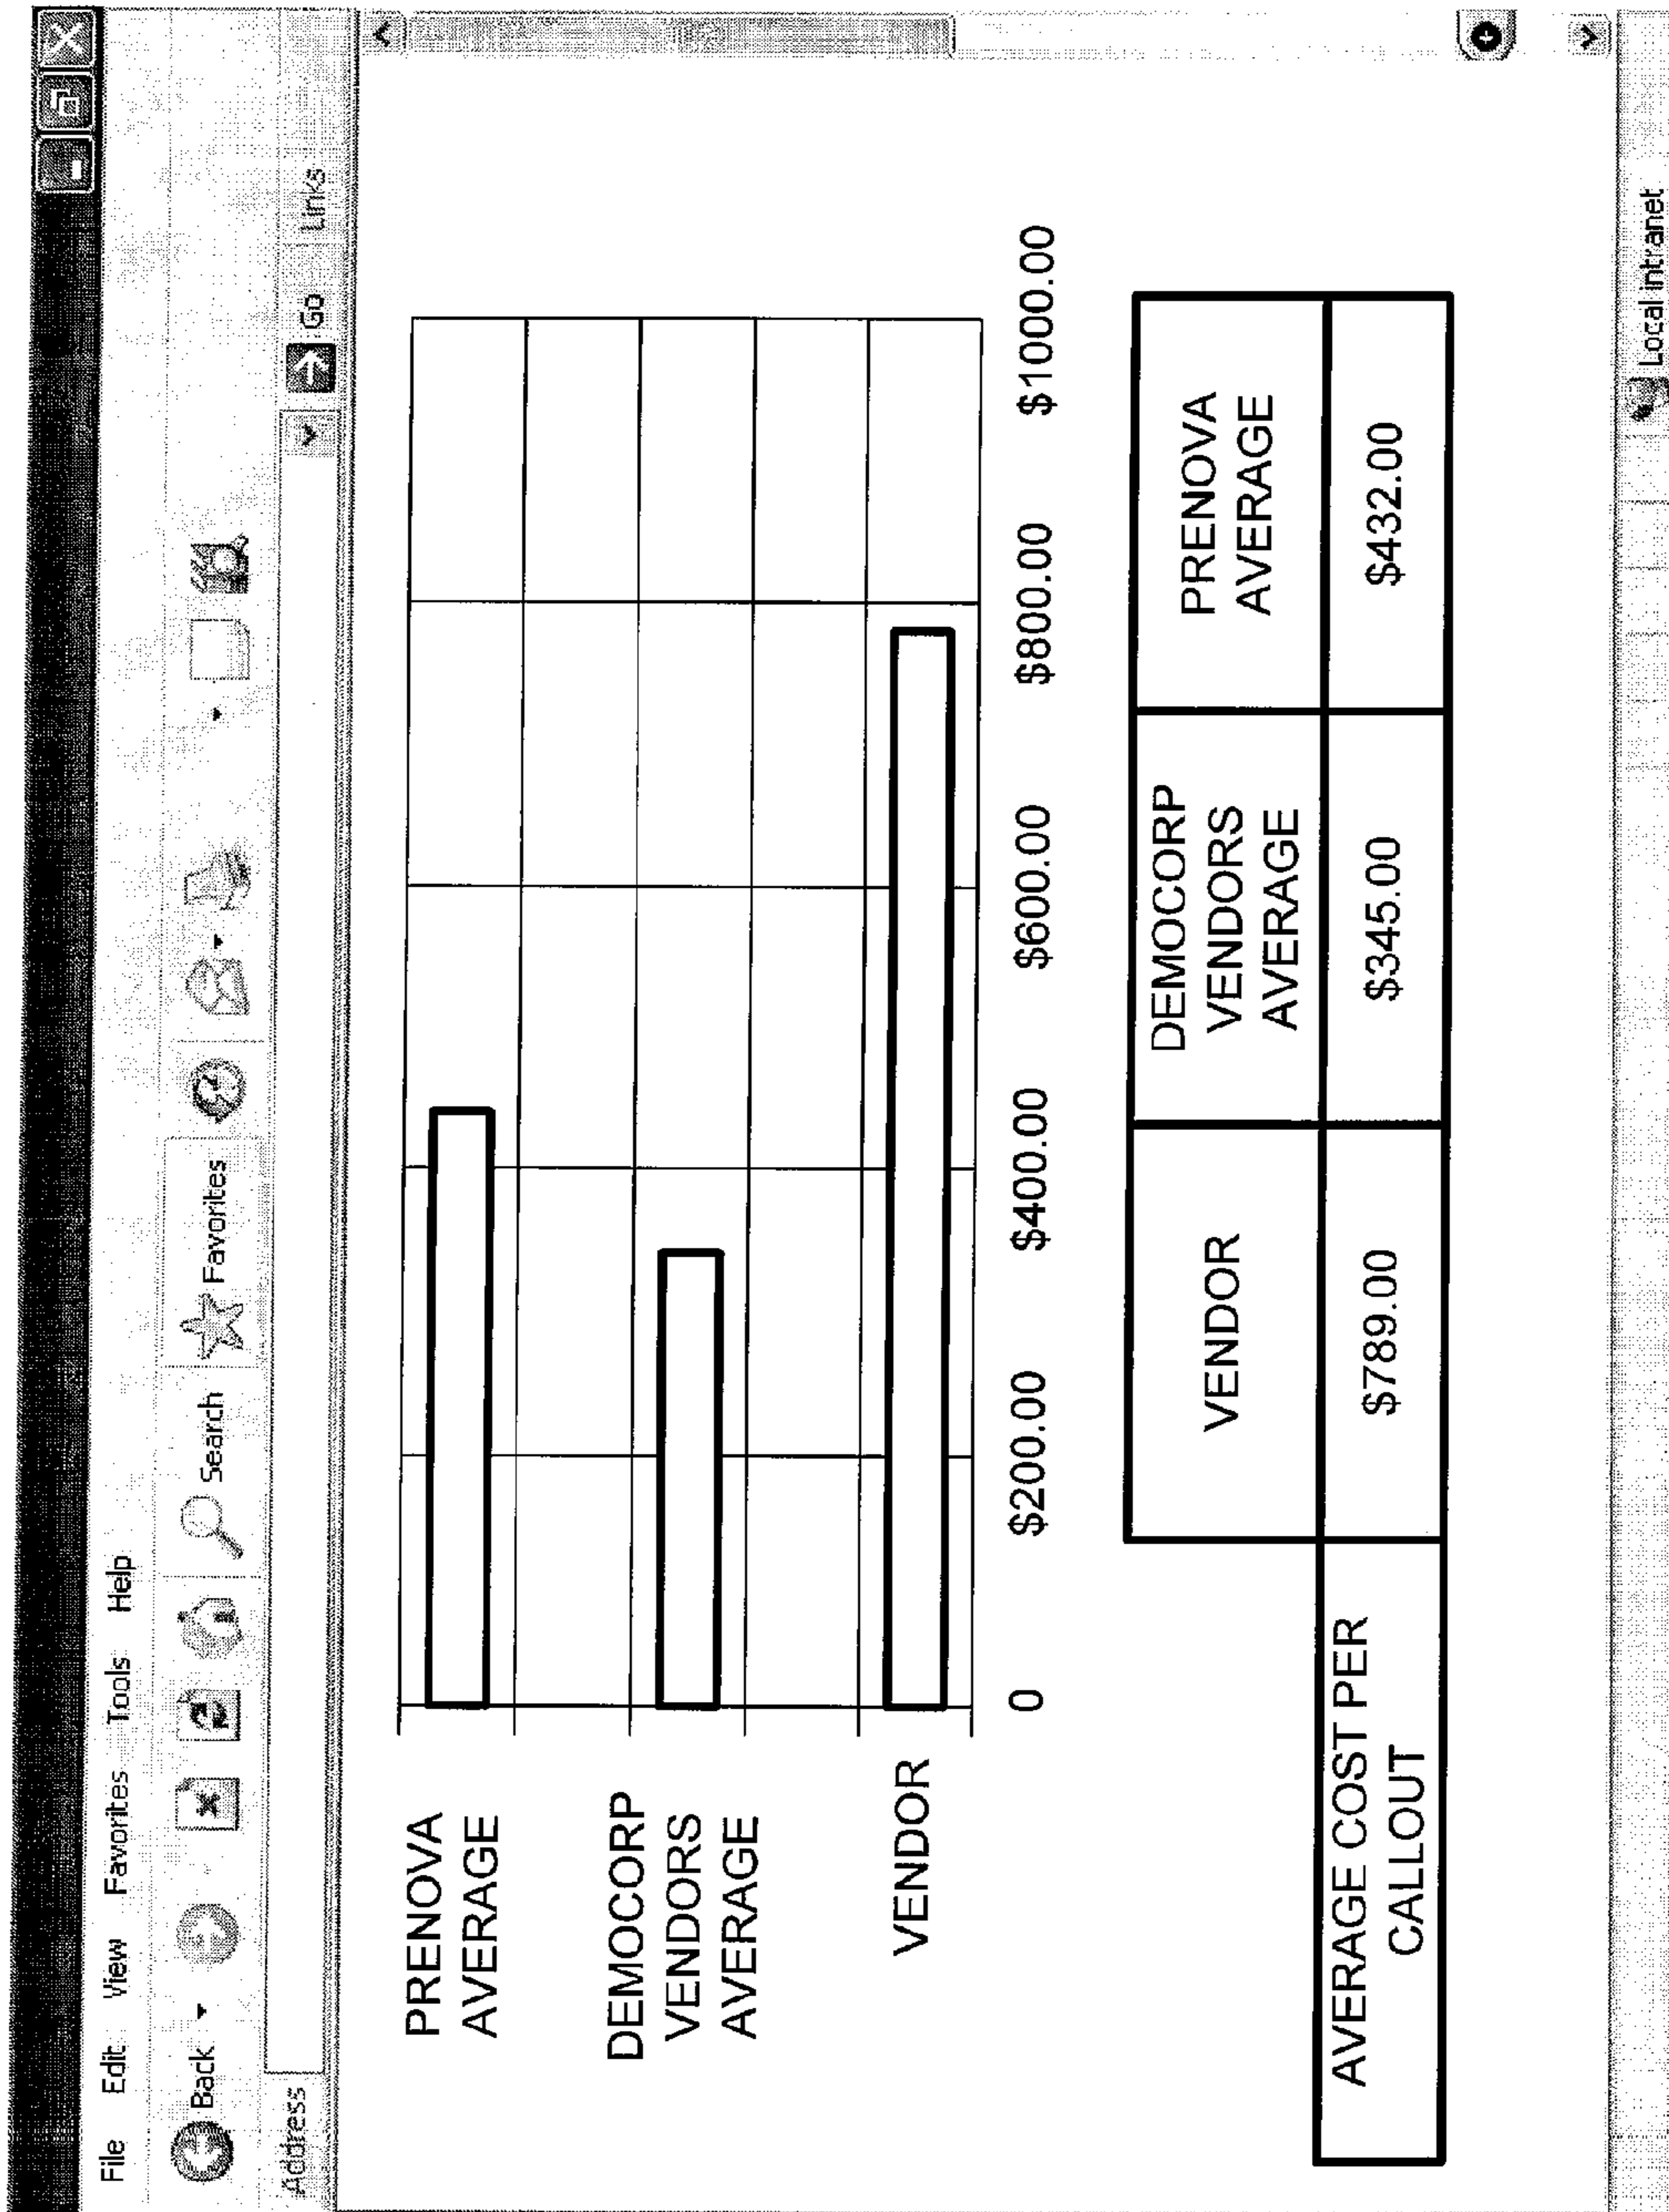 File Edit View Favorites Tools Help
Back Search Favorites
Address Go Links
PRENOVA
AVERAGE
DEMOCORP
VENDORS
AVERAGE
VENDOR
0 $200.00 $400.00 $600.00 $800.00 $1000.00
VENDOR
DEMOCORP
VENDORS
AVERAGE
PRENOVA
AVERAGE
AVERAGE COST PER
CALLOUT
$789.00 $345.00 $432.00
Local intranet